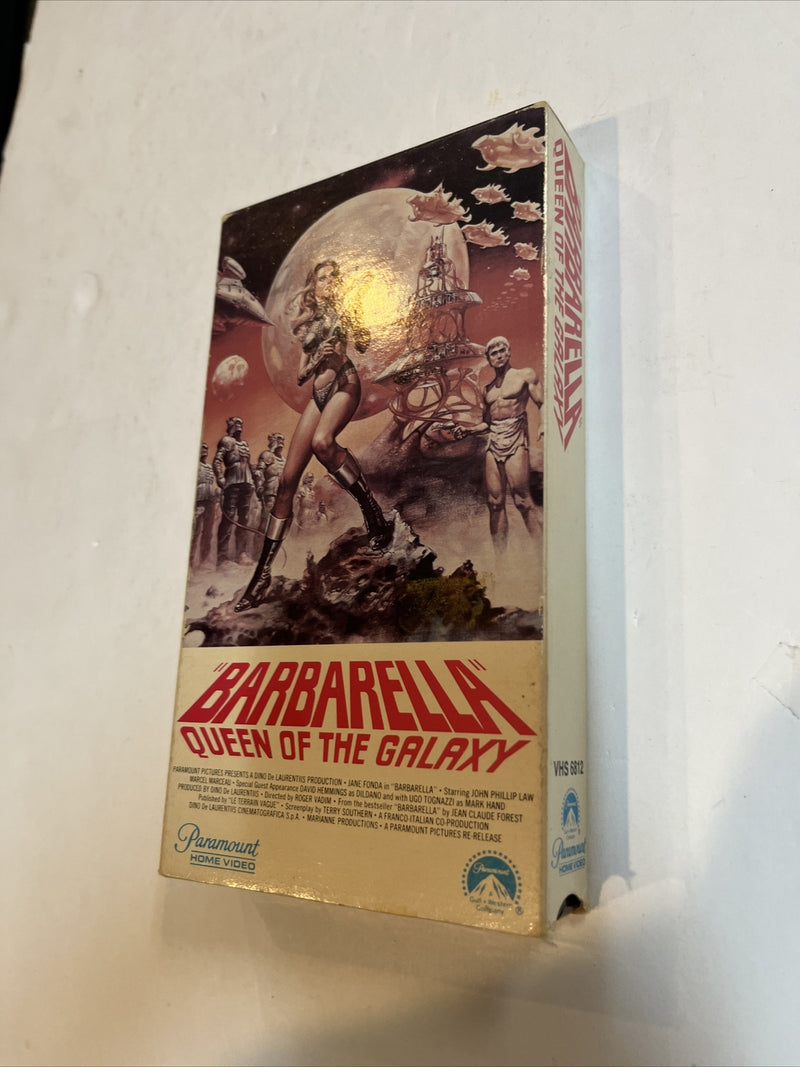 "BARBARELLA"
QUEEN OF THE GALAXY
PARAMOUNT PICTURES PRESENTS A DINO De LAURENTIIS PRODUCTION • JANE FONDA in "BARBARELLA" • Starring JOHN PHILLIP LAW
MARCEL MARCEAU • Special Guest Appearance DAVID HEMMINGS as DILDANO and with UGO TOGNAZZI as MARK HAND
PRODUCED BY DINO De LAURENTIIS • Directed by ROGER VADIM • From the bestseller "BARBARELLA" by JEAN CLAUDE FOREST
Published by "LE TERRAIN VAGUE" • Screenplay by TERRY SOUTHERN • A FRANCO-ITALIAN CO-PRODUCTION
DINO De LAURENTIIS CINEMATOGRAFICA S.p.A. • MARIANNE PRODUCTIONS • A PARAMOUNT PICTURES RE-RELEASE
Paramount
HOME VIDEO
Paramount
A
Gulf + Western
Company
®
"BARBARELLA"
QUEEN OF THE GALAXY
VHS 6812
Paramount
HOME VIDEO